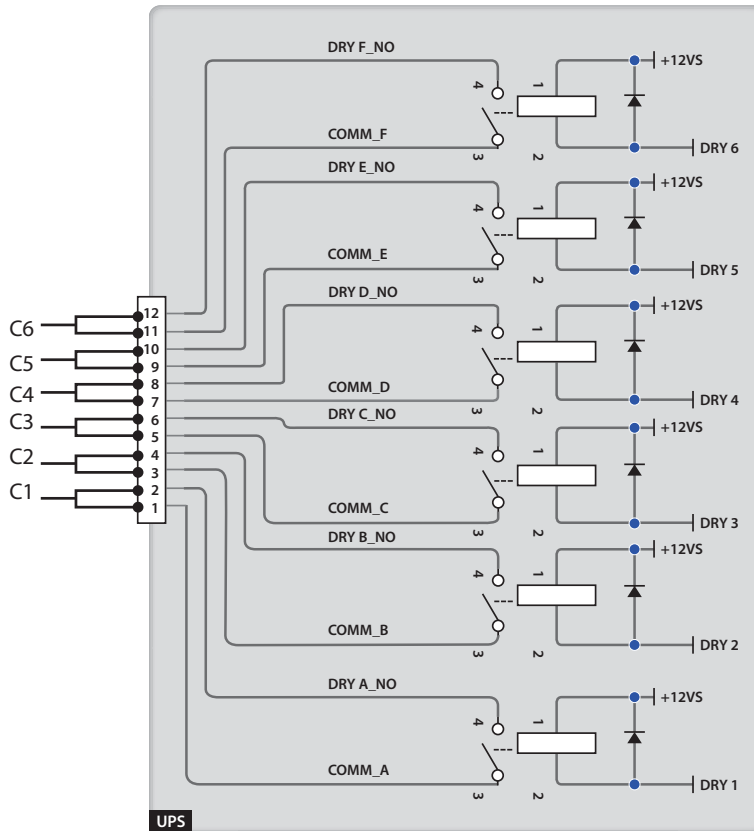 DRY F_NO
4
1
+12VS
COMM_F
3
2
DRY 6
DRY E_NO
4
1
+12VS
COMM_E
3
2
DRY 5
DRY D_NO
4
1
+12VS
COMM_D
3
2
DRY 4
DRY C_NO
4
1
+12VS
COMM_C
3
2
DRY 3
DRY B_NO
4
1
+12VS
COMM_B
3
2
DRY 2
DRY A_NO
4
1
+12VS
COMM_A
3
2
DRY 1
C6
C5
C4
C3
C2
C1
12
11
10
9
8
7
6
5
4
3
2
1
UPS